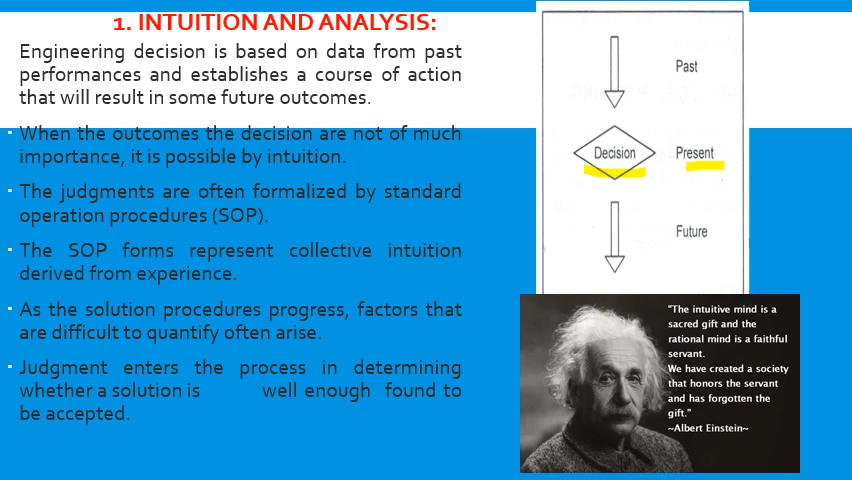 1. INTUITION AND ANALYSIS:
Engineering decision is based on data from past
performances and establishes a course of action
that will result in some future outcomes.
When the outcomes the decision are not of much
importance, it is possible by intuition.
The judgments are often formalized by standard
operation procedures (SOP).
The SOP forms represent collective intuition
derived from experience.
As the solution procedures progress, factors that
are difficult to quantify often arise.
Judgment enters the process in determining
whether a solution is well enough found to
be accepted.
Past
Decision
Present
Future
"The intuitive mind is a
sacred gift and the
rational mind is a faithful
servant.
We have created a society
that honors the servant
and has forgotten the
gift."
~Albert Einstein~